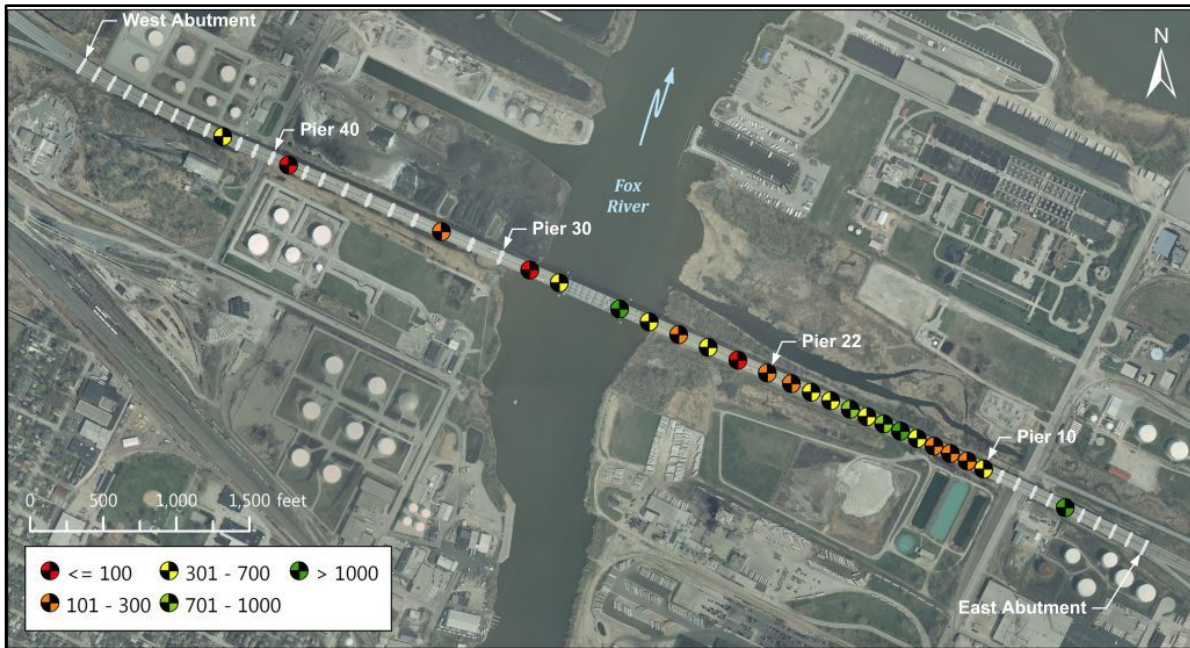 West Abutment
N
Pier 40
Fox
River
Pier 30
Pier 22
Pier 10
0 500 1,000 1,500 feet
<= 100 301 - 700 > 1000
101 - 300 701 - 1000
East Abutment